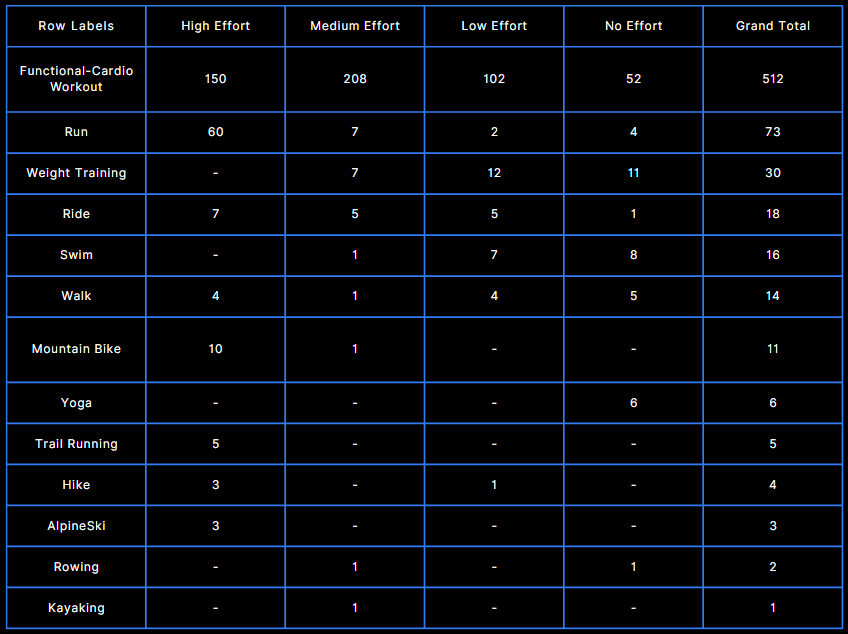 Row Labels High Effort Medium Effort Low Effort No Effort Grand Total
Functional-Cardio
Workout 150 208 102 52 512
Run 60 7 2 4 73
Weight Training - 7 12 11 30
Ride 7 5 5 1 18
Swim - 1 7 8 16
Walk 4 1 4 5 14
Mountain Bike 10 1 - - 11
Yoga - - - 6 6
Trail Running 5 - - - 5
Hike 3 - 1 - 4
AlpineSki 3 - - - 3
Rowing - 1 - 1 2
Kayaking - 1 - - 1